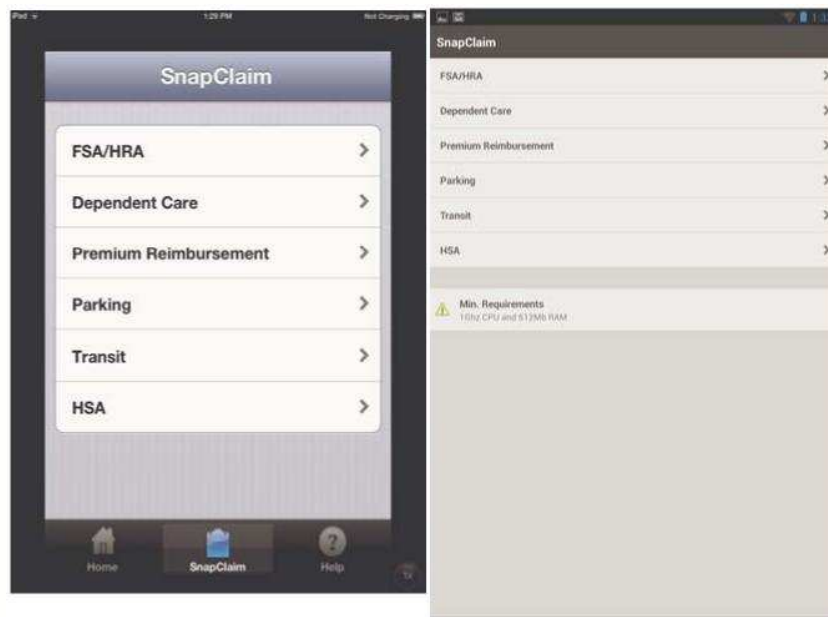 iPad
1:29 PM
Not Charging
SnapClaim
FSA/HRA
Dependent Care
Premium Reimbursement
Parking
Transit
HSA
Home
SnapClaim
Help
SnapClaim
FSA/HRA
Dependent Care
Premium Reimbursement
Parking
Transit
HSA
Min. Requirements
1Ghz CPU and 512Mb RAM